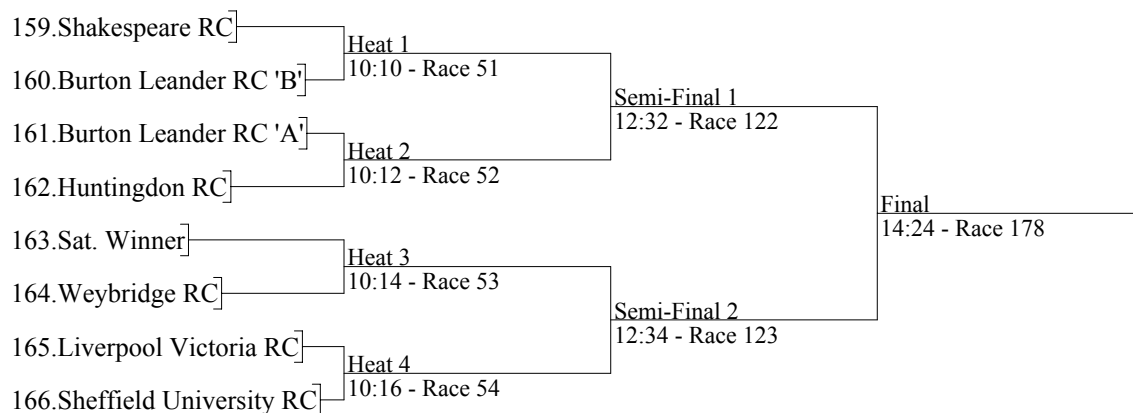 159.Shakespeare RC
Heat 1
10:10 - Race 51
160.Burton Leander RC 'B'
Semi-Final 1
12:32 - Race 122
161.Burton Leander RC 'A'
Heat 2
10:12 - Race 52
162.Huntingdon RC
Final
14:24 - Race 178
163.Sat. Winner
Heat 3
10:14 - Race 53
164.Weybridge RC
Semi-Final 2
12:34 - Race 123
165.Liverpool Victoria RC
Heat 4
10:16 - Race 54
166.Sheffield University RC